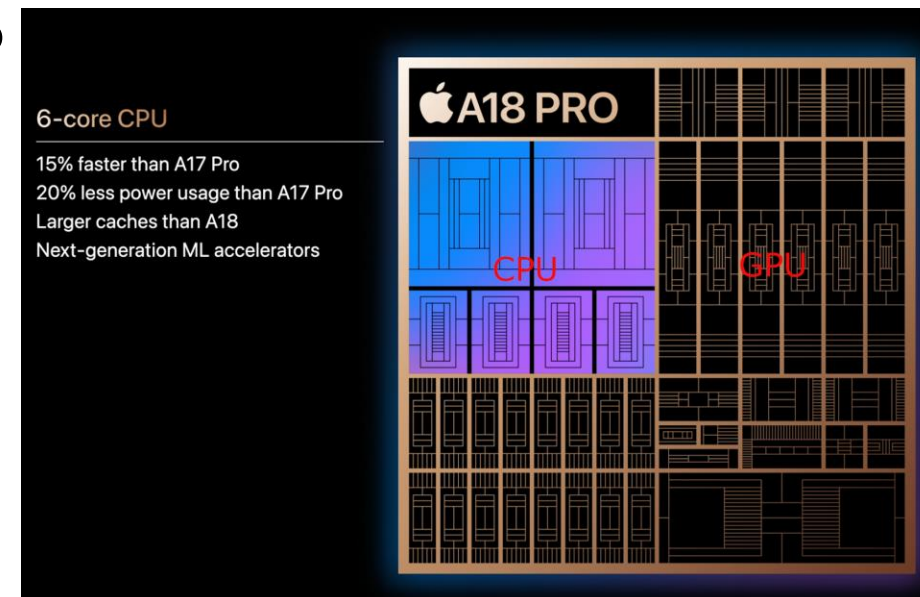 6-core CPU
15% faster than A17 Pro
20% less power usage than A17 Pro
Larger caches than A18
Next-generation ML accelerators
A18 PRO
CPU
GPU